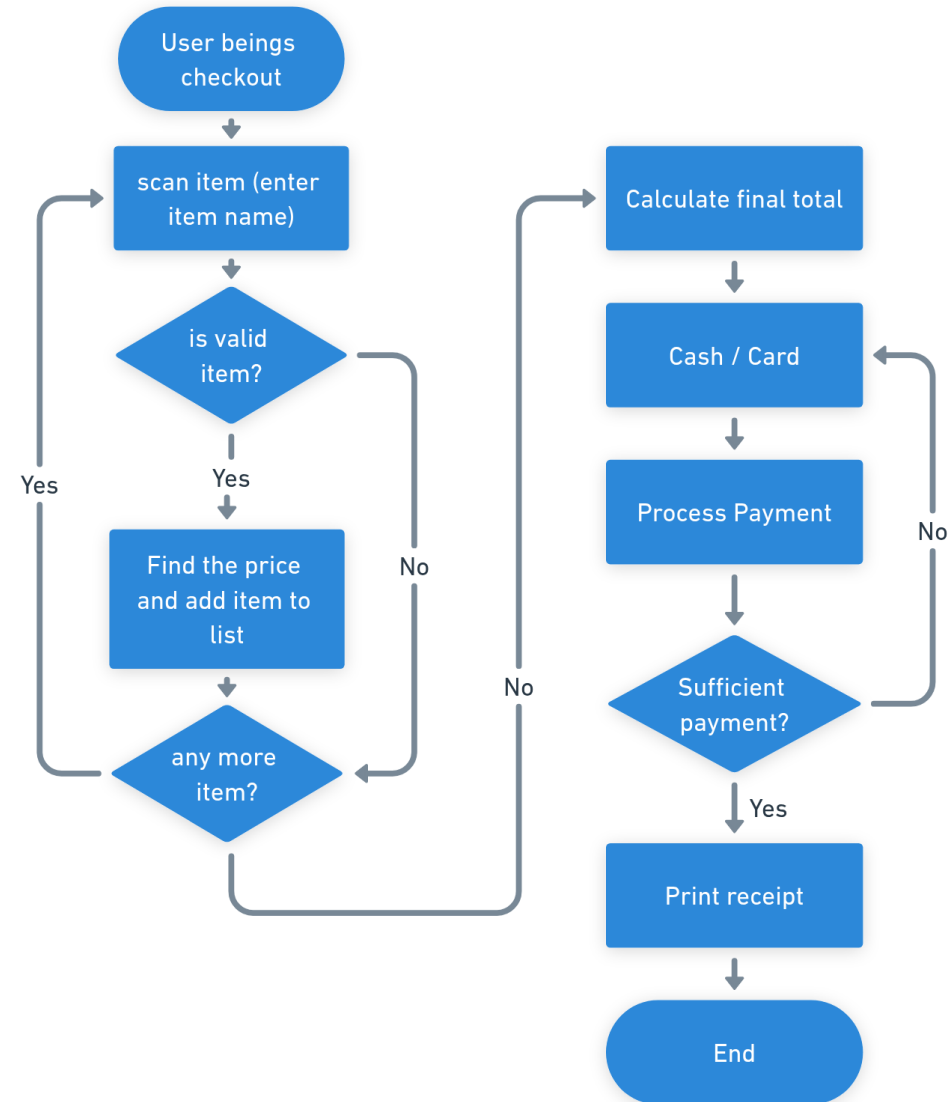 User beings
checkout
scan item (enter
item name)
is valid
item?
Yes
Yes
Find the price
and add item to
list
No
any more
item?
No
Calculate final total
Cash / Card
Process Payment
No
Sufficient
payment?
Yes
Print receipt
End